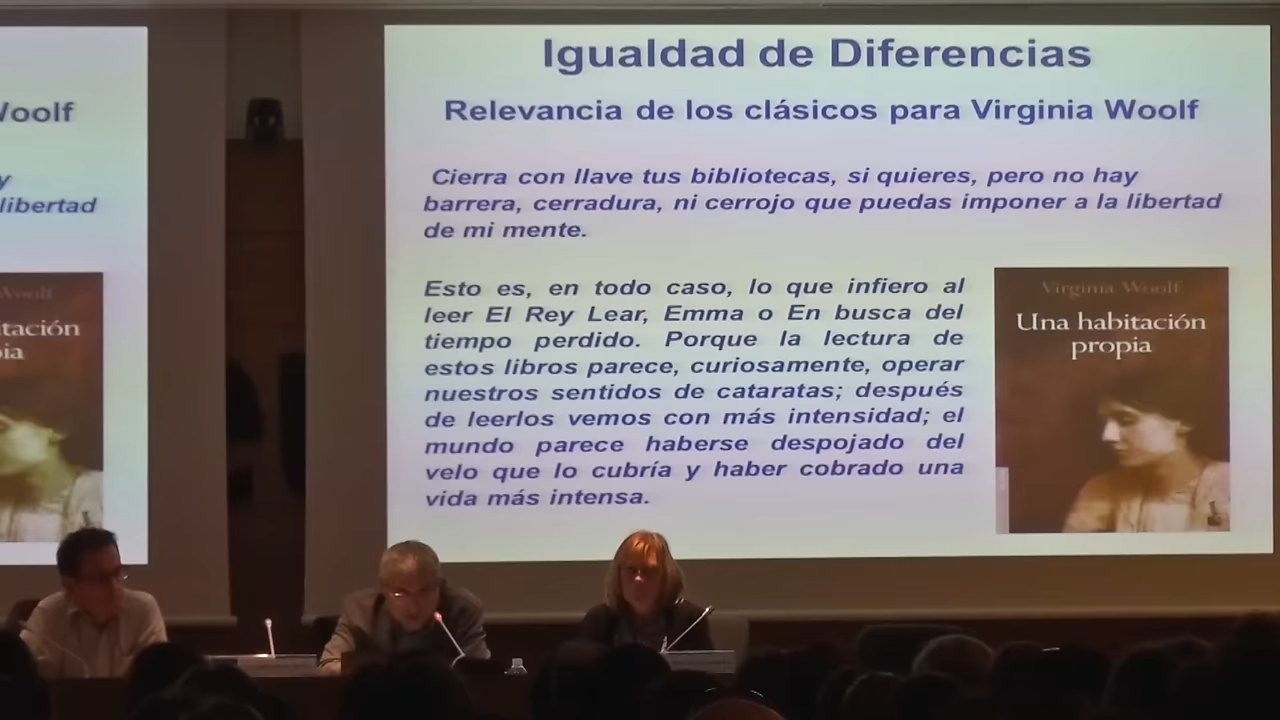 Woolf
y
libertad
Woolf
itación
ia
Igualdad de Diferencias
Relevancia de los clásicos para Virginia Woolf
Cierra con llave tus bibliotecas, si quieres, pero no hay
barrera, cerradura, ni cerrojo que puedas imponer a la libertad
de mi mente.
Esto es, en todo caso, lo que infiero al
leer El Rey Lear, Emma o En busca del
tiempo perdido. Porque la lectura de
estos libros parece, curiosamente, operar
nuestros sentidos de cataratas; después
de leerlos vemos con más intensidad; el
mundo parece haberse despojado del
velo que lo cubría y haber cobrado una
vida más intensa.
Virginia Woolf
Una habitación
propia